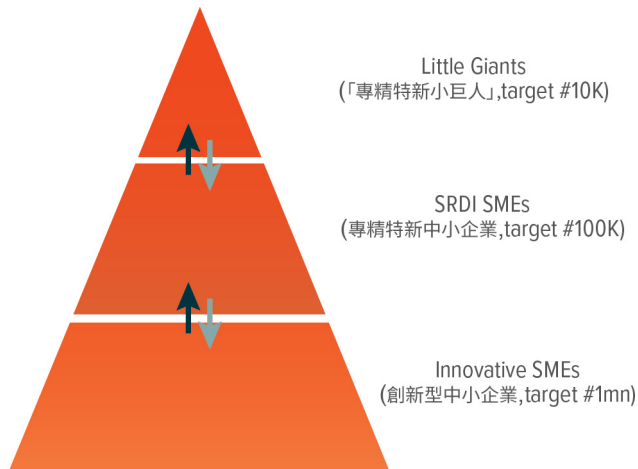 Little Giants
(「專精特新小巨人」,target #10K)
SRDI SMEs
(專精特新中小企業,target #100K)
Innovative SMEs
(創新型中小企業,target #1mn)